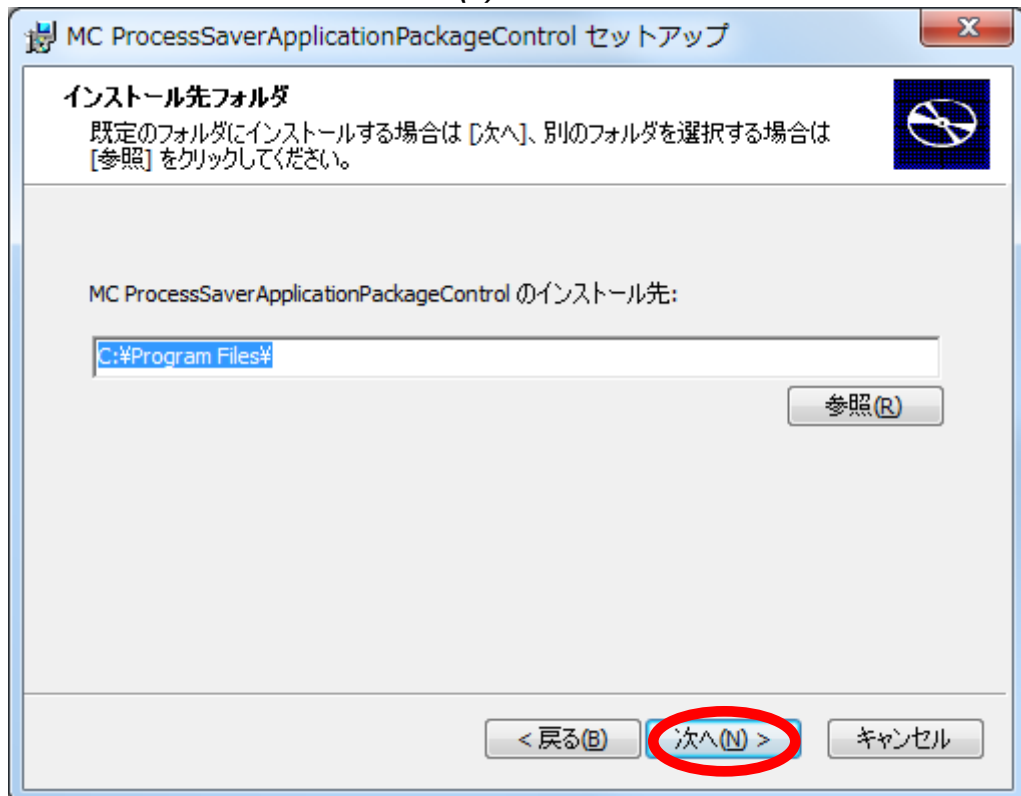 MC ProcessSaverApplicationPackageControl セットアップ
インストール先フォルダ
既定のフォルダにインストールする場合は [次へ]、別のフォルダを選択する場合は
[参照] をクリックしてください。
MC ProcessSaverApplicationPackageControl のインストール先:
C:¥Program Files¥
参照(R)
< 戻る(B) 次へ(N) > キャンセル